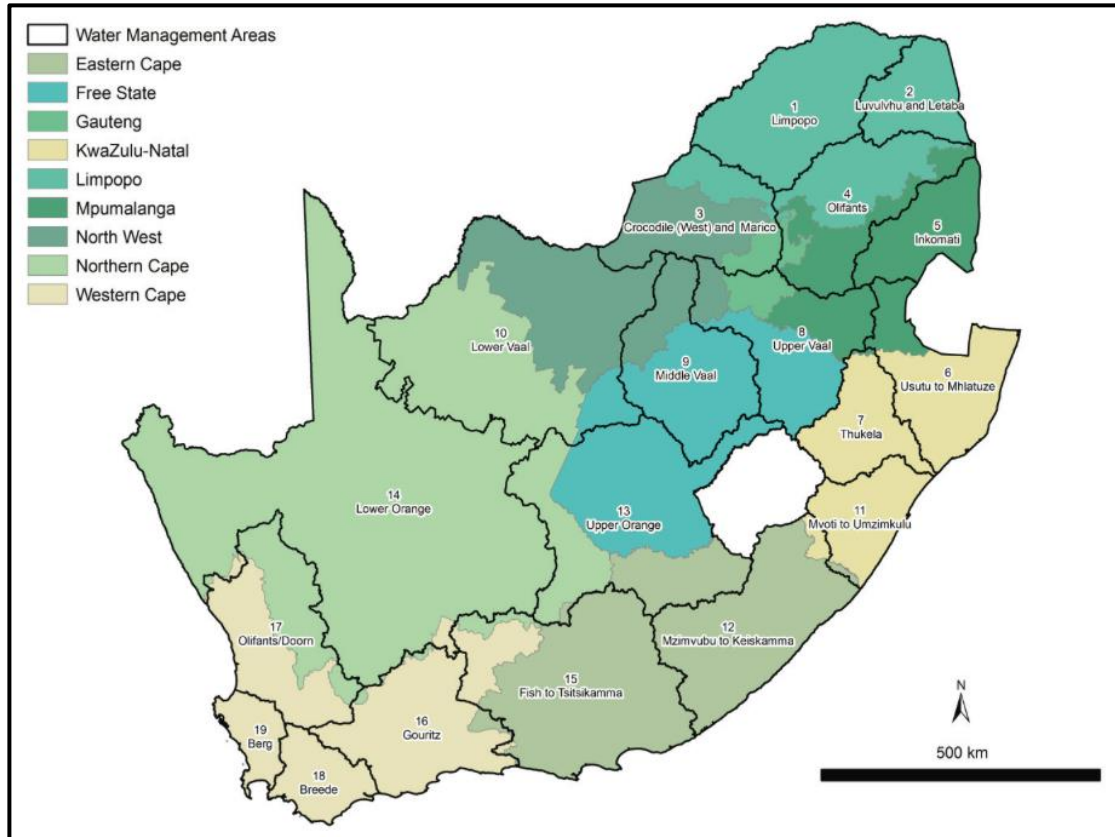 Water Management Areas
Eastern Cape
Free State
Gauteng
KwaZulu-Natal
Limpopo
Mpumalanga
North West
Northern Cape
Western Cape
1
Limpopo
2
Luvulvhu and Letaba
3
Crocodile (West) and Marico
4
Olifants
5
Inkomati
10
Lower Vaal
9
Middle Vaal
8
Upper Vaal
6
Usutu to Mhlatuze
7
Thukela
14
Lower Orange
13
Upper Orange
11
Mvoti to Umzimkulu
12
Mzimvubu to Keiskamma
17
Olifants/Doorn
15
Fish to Tsitsikamma
16
Gouritz
19
Berg
18
Breede
N
500 km